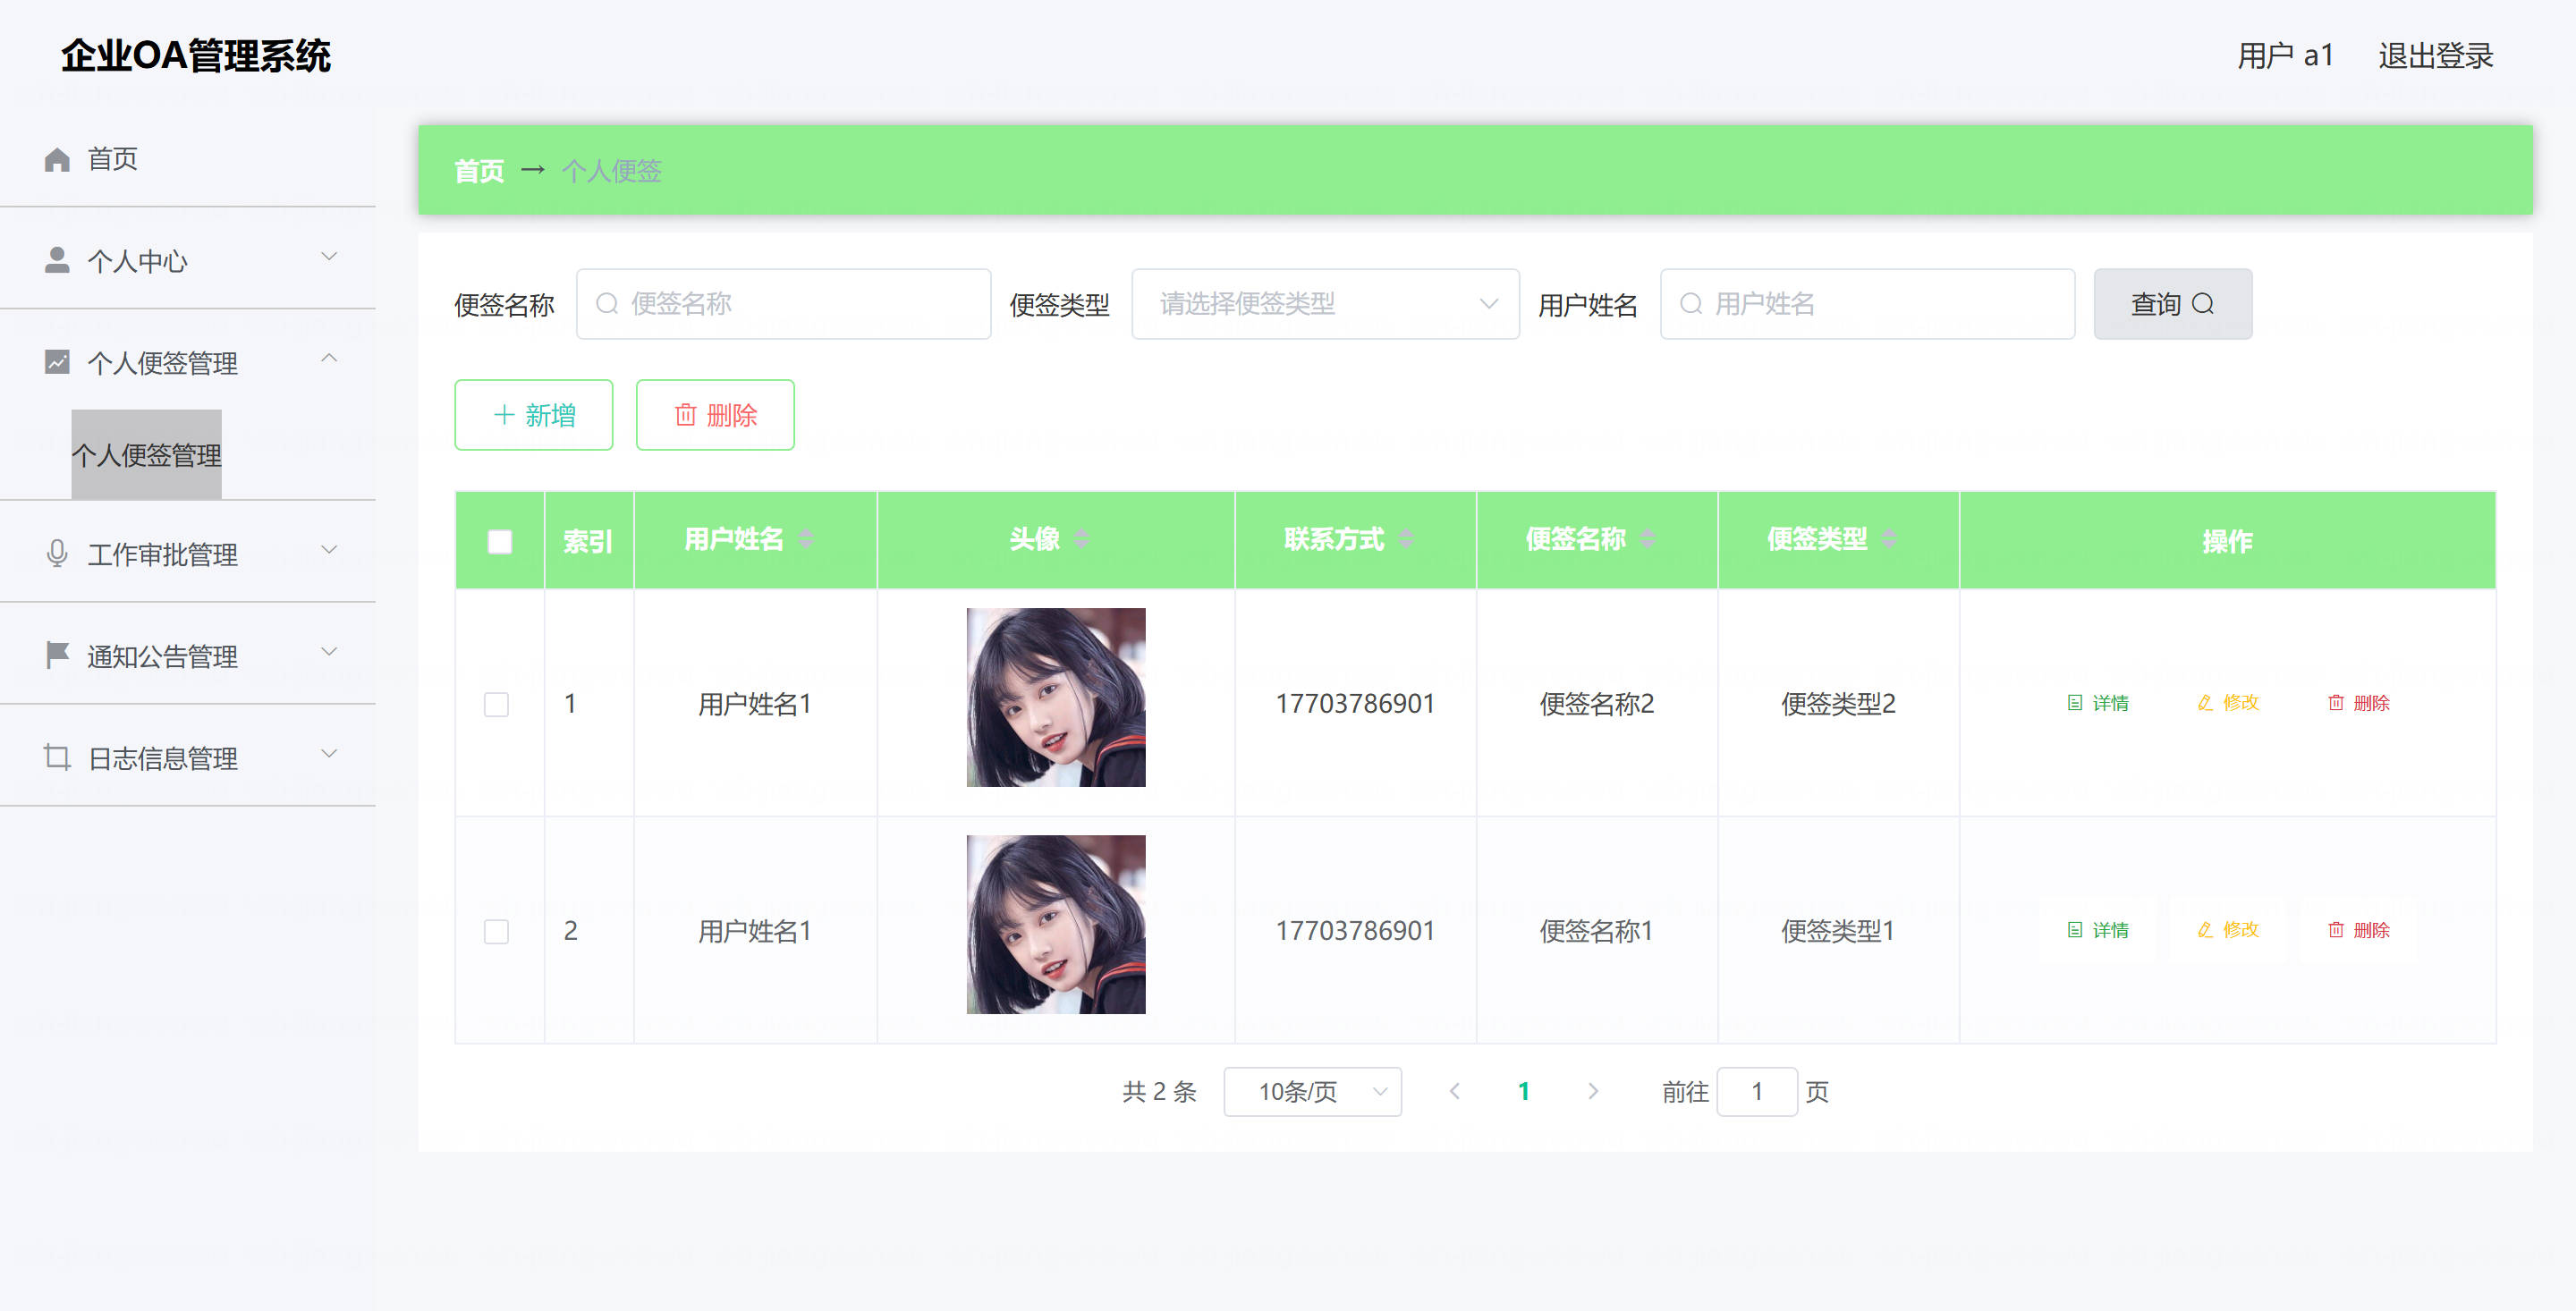 企业OA管理系统
用户 a1 退出登录
首页
个人中心
个人便签管理
个人便签管理
工作审批管理
通知公告管理
日志信息管理
首页 → 个人便签
便签名称 便签名称 便签类型 请选择便签类型 用户姓名 用户姓名 查询
新增 删除
索引 用户姓名 头像 联系方式 便签名称 便签类型 操作
1 用户姓名1 17703786901 便签名称2 便签类型2 详情 修改 删除
2 用户姓名1 17703786901 便签名称1 便签类型1 详情 修改 删除
共 2 条 10条/页 1 前往 1 页